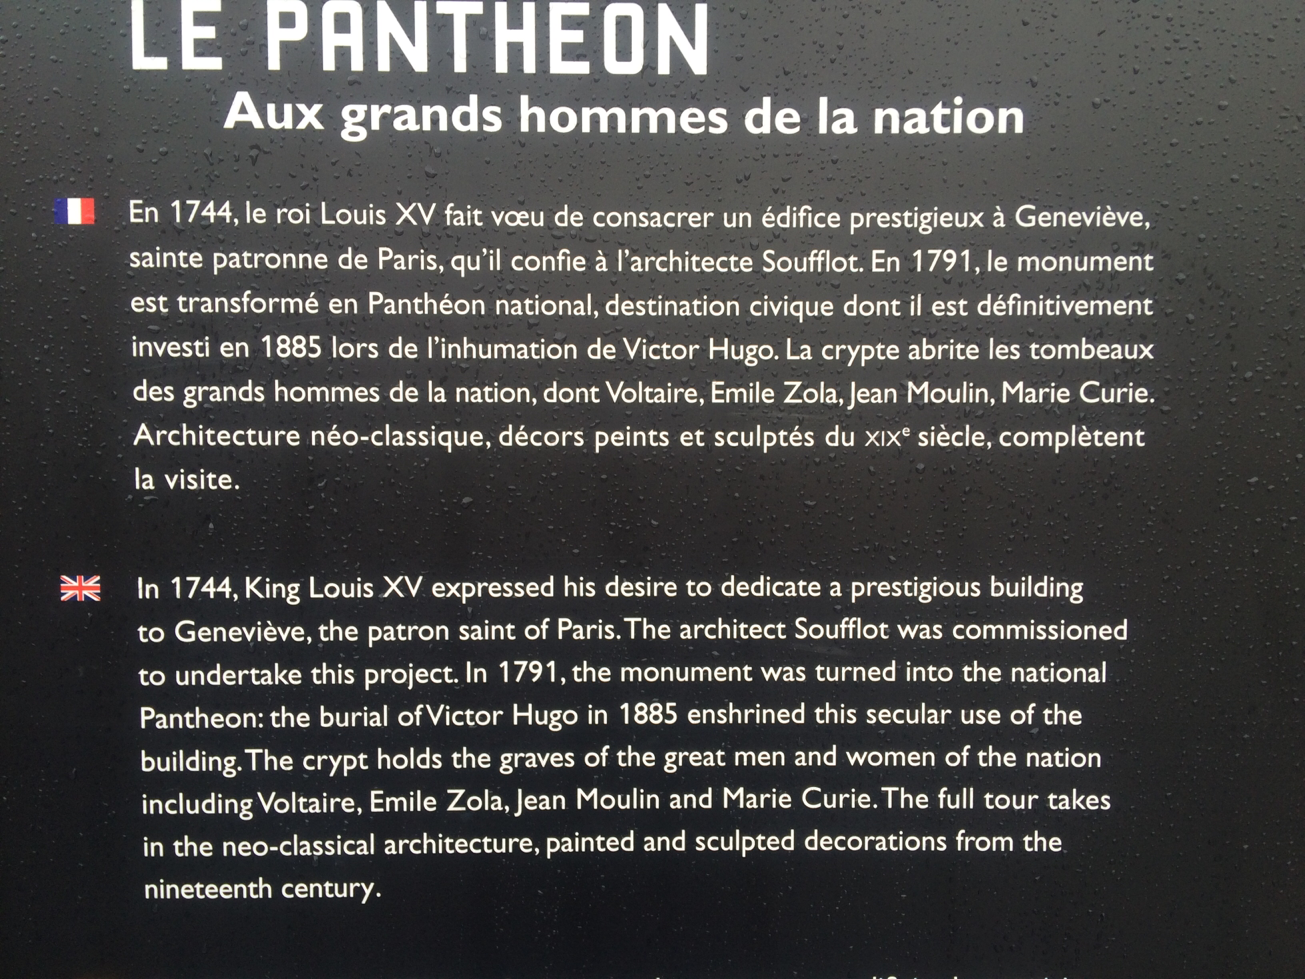 LE PANTHEON
Aux grands hommes de la nation
En 1744, le roi Louis XV fait vœu de consacrer un édifice prestigieux à Geneviève,
sainte patronne de Paris, qu'il confie à l'architecte Soufflot. En 1791, le monument
est transformé en Panthéon national, destination civique dont il est définitivement
investi en 1885 lors de l'inhumation de Victor Hugo. La crypte abrite les tombeaux
des grands hommes de la nation, dont Voltaire, Emile Zola, Jean Moulin, Marie Curie.
Architecture néo-classique, décors peints et sculptés du XIXe siècle, complètent
la visite.
In 1744, King Louis XV expressed his desire to dedicate a prestigious building
to Geneviève, the patron saint of Paris. The architect Soufflot was commissioned
to undertake this project. In 1791, the monument was turned into the national
Pantheon: the burial of Victor Hugo in 1885 enshrined this secular use of the
building. The crypt holds the graves of the great men and women of the nation
including Voltaire, Emile Zola, Jean Moulin and Marie Curie. The full tour takes
in the neo-classical architecture, painted and sculpted decorations from the
nineteenth century.